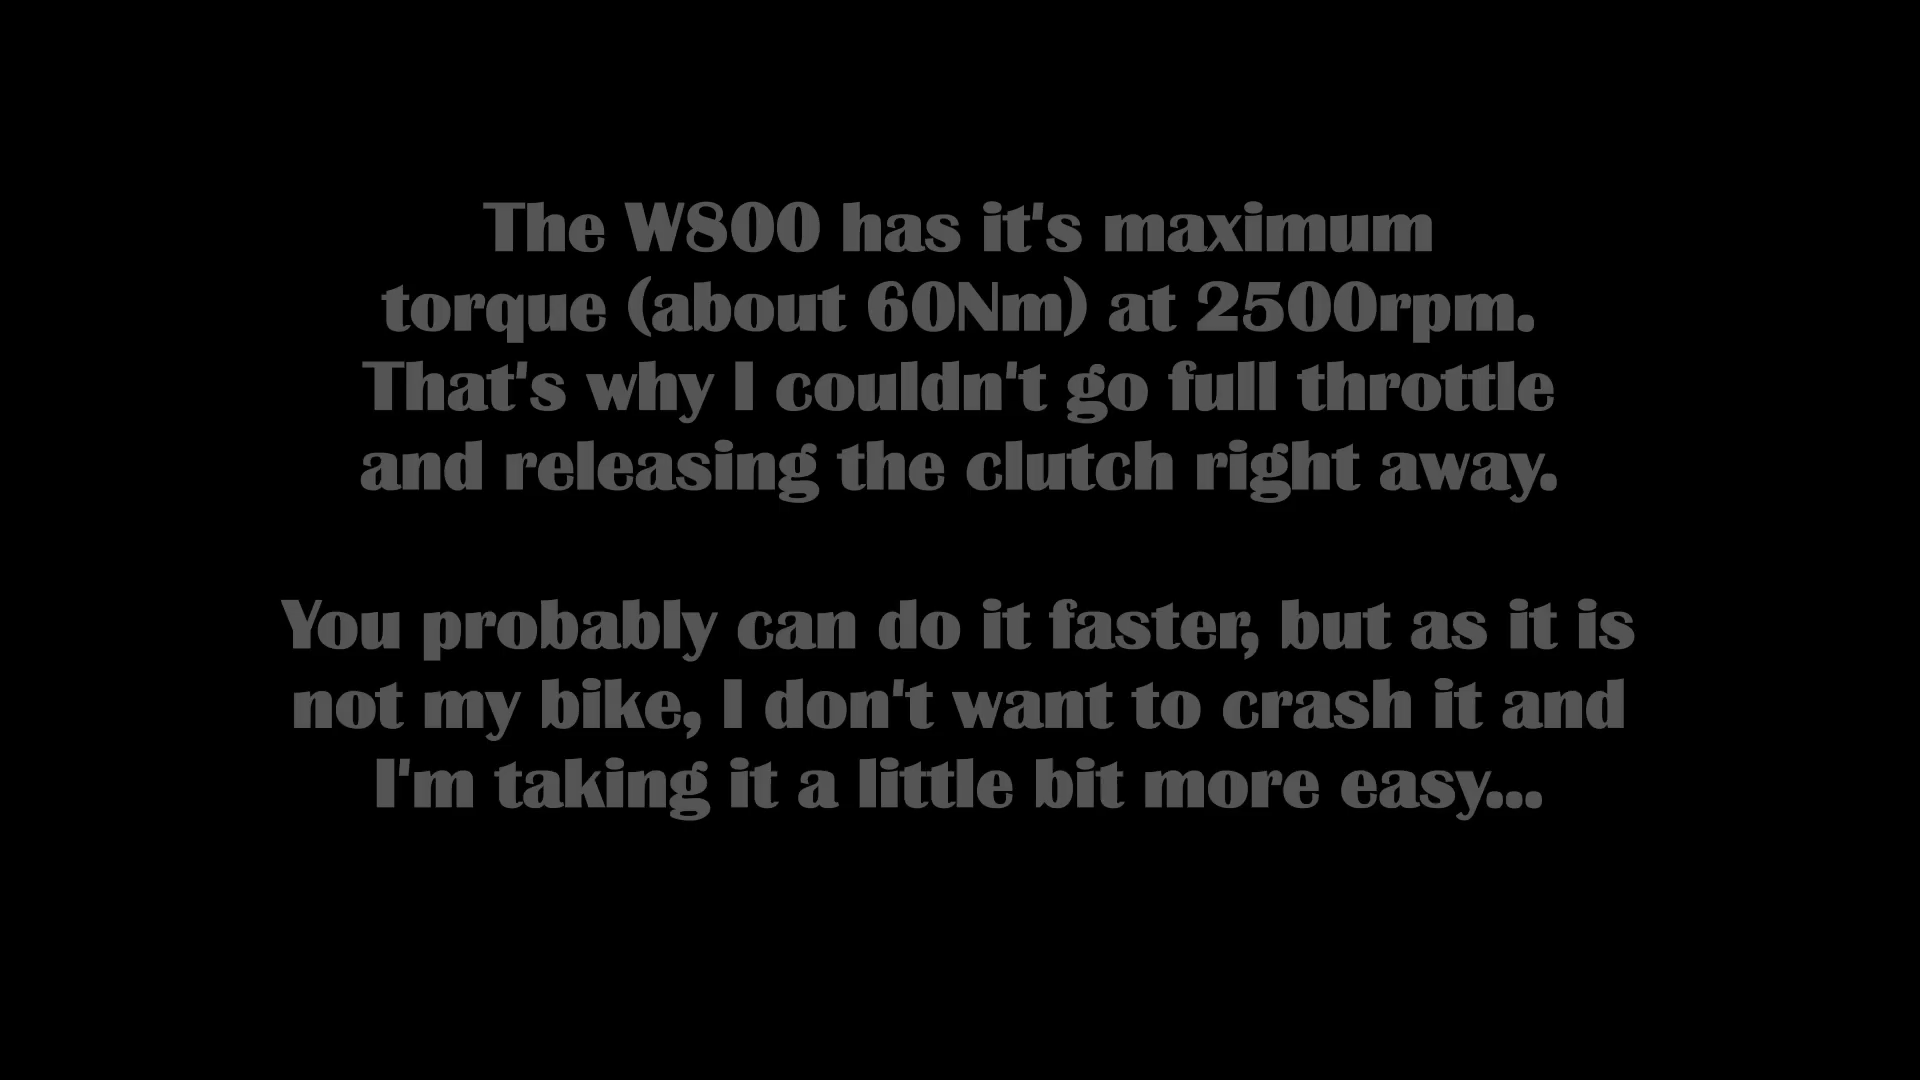 The W800 has it's maximum
torque (about 60Nm) at 2500rpm.
That's why I couldn't go full throttle
and releasing the clutch right away.
You probably can do it faster, but as it is
not my bike, I don't want to crash it and
I'm taking it a little bit more easy...